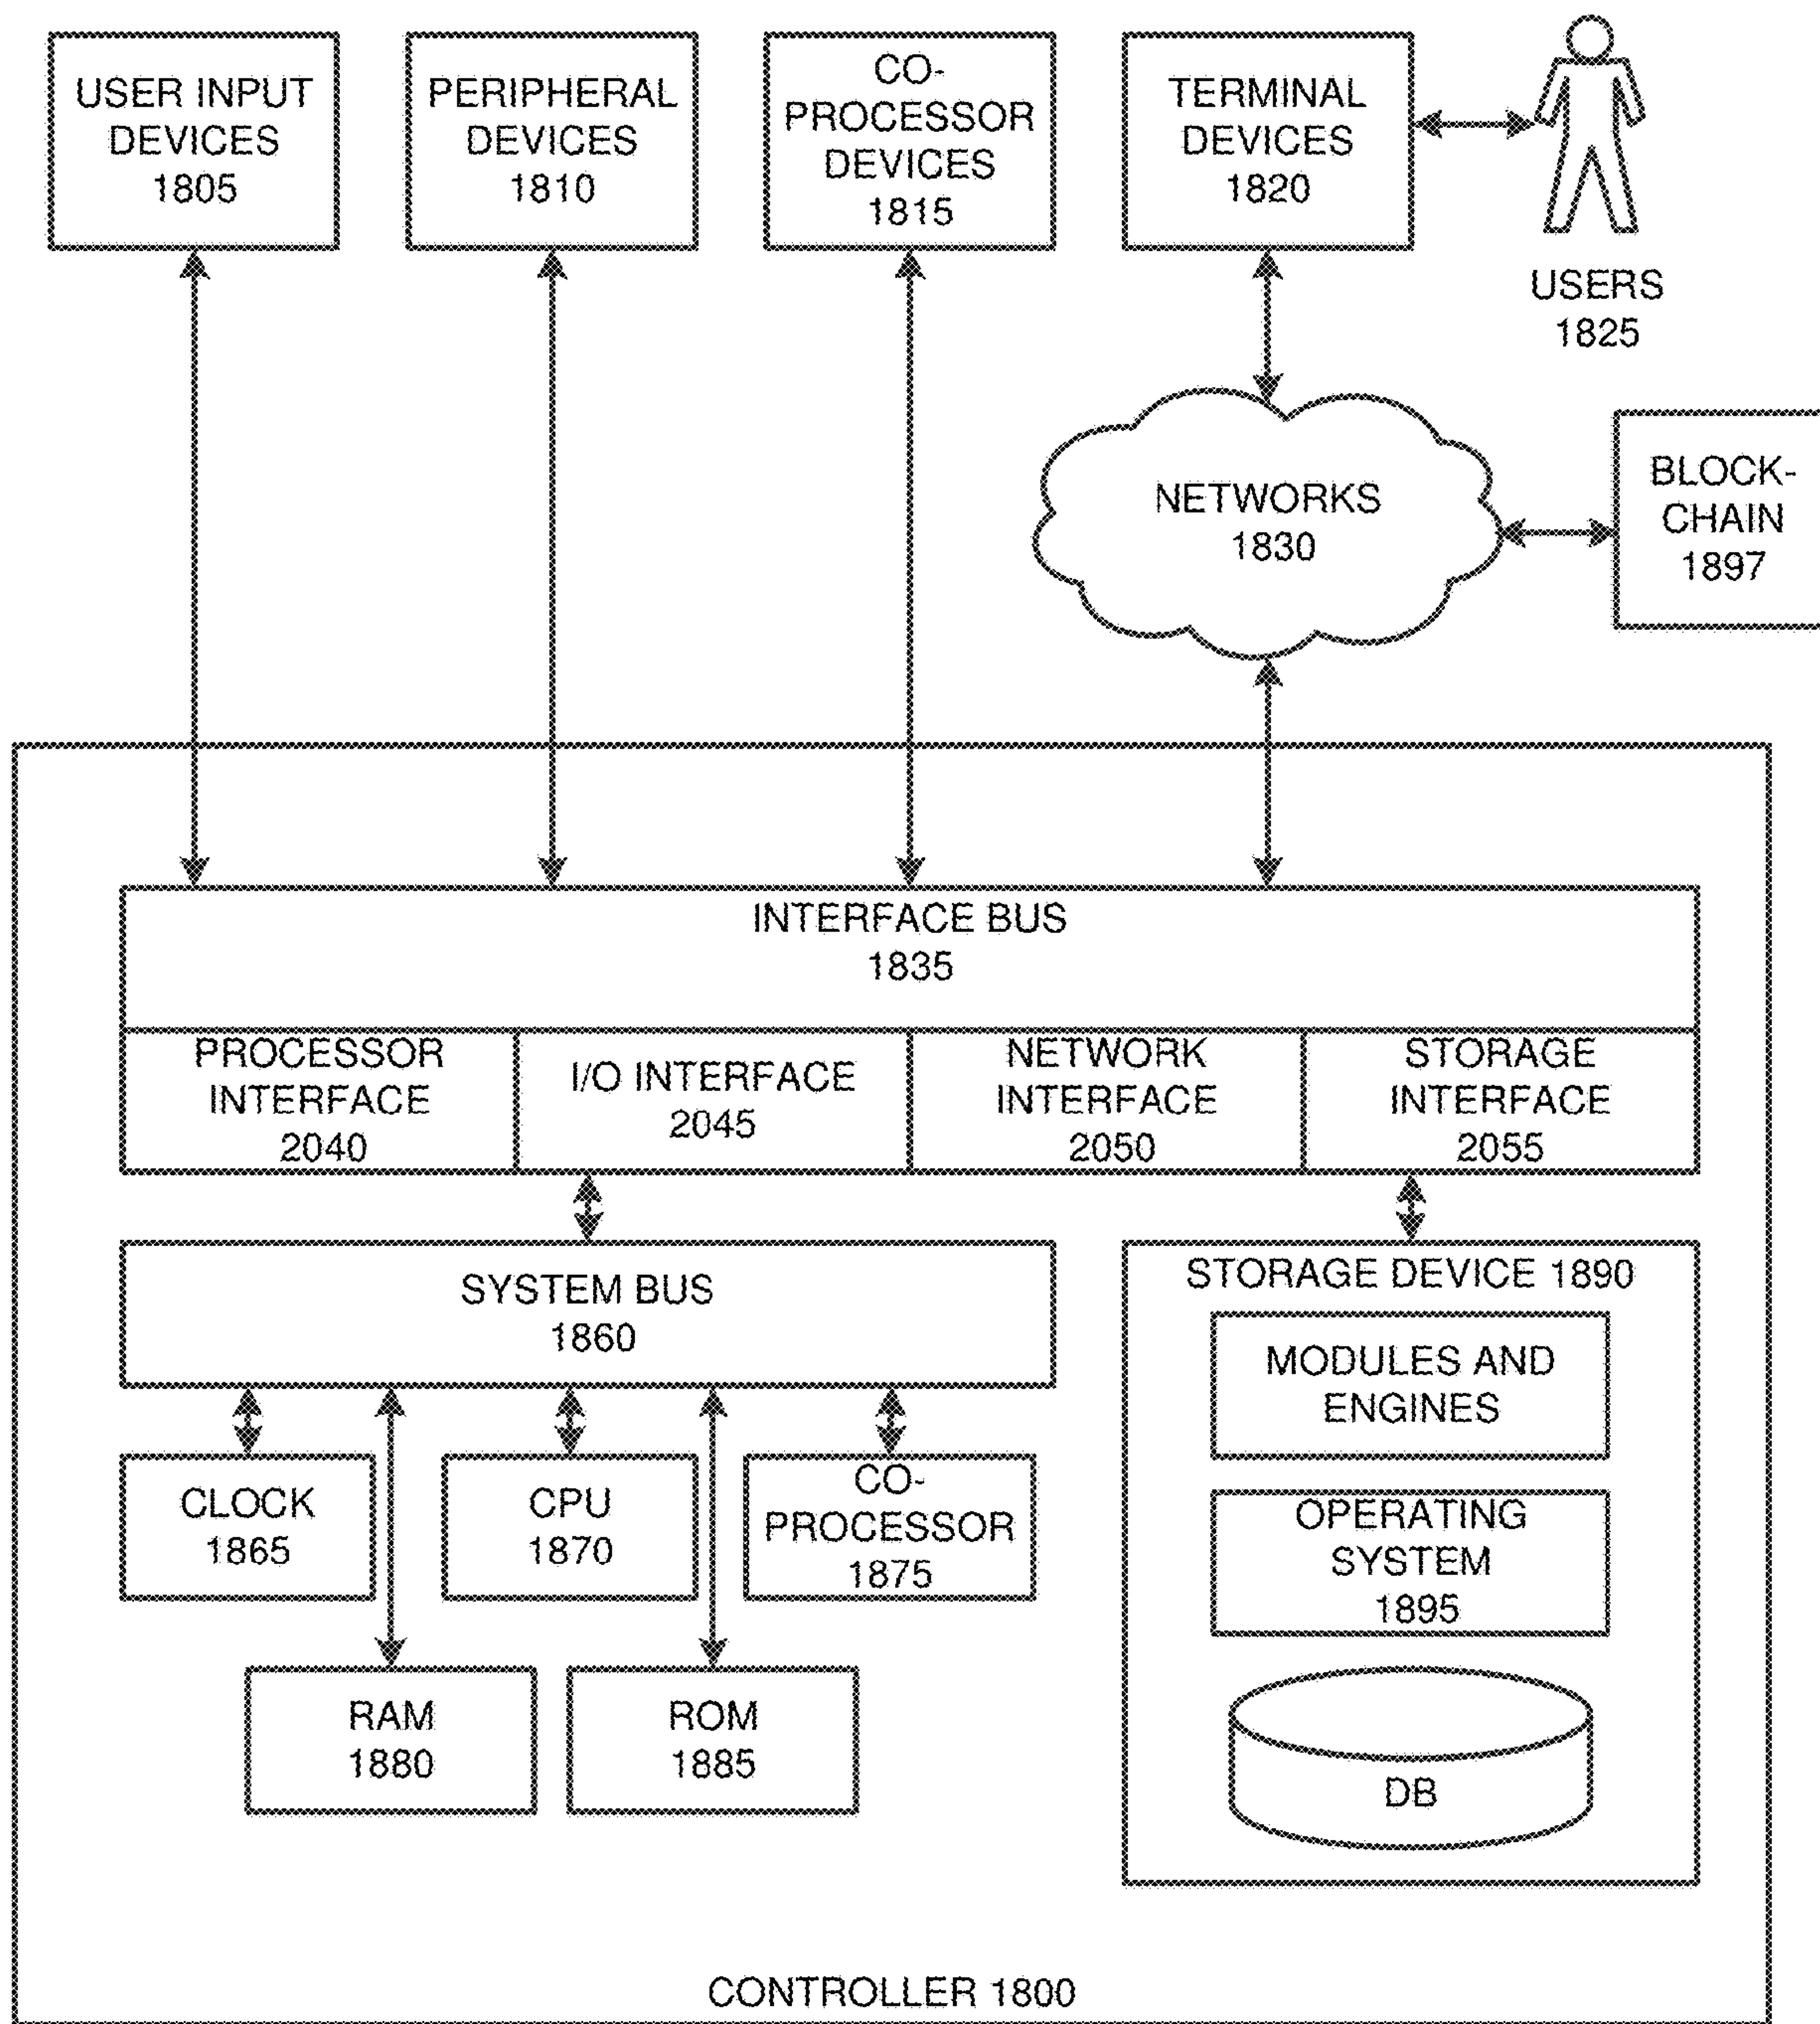 USER INPUT
DEVICES
1805
PERIPHERAL
DEVICES
1810
CO-
PROCESSOR
DEVICES
1815
TERMINAL
DEVICES
1820
USERS
1825
NETWORKS
1830
BLOCK-
CHAIN
1897
INTERFACE BUS
1835
PROCESSOR
INTERFACE
2040
I/O INTERFACE
2045
NETWORK
INTERFACE
2050
STORAGE
INTERFACE
2055
SYSTEM BUS
1860
CLOCK
1865
CPU
1870
CO-
PROCESSOR
1875
RAM
1880
ROM
1885
STORAGE DEVICE 1890
MODULES AND
ENGINES
OPERATING
SYSTEM
1895
DB
CONTROLLER 1800